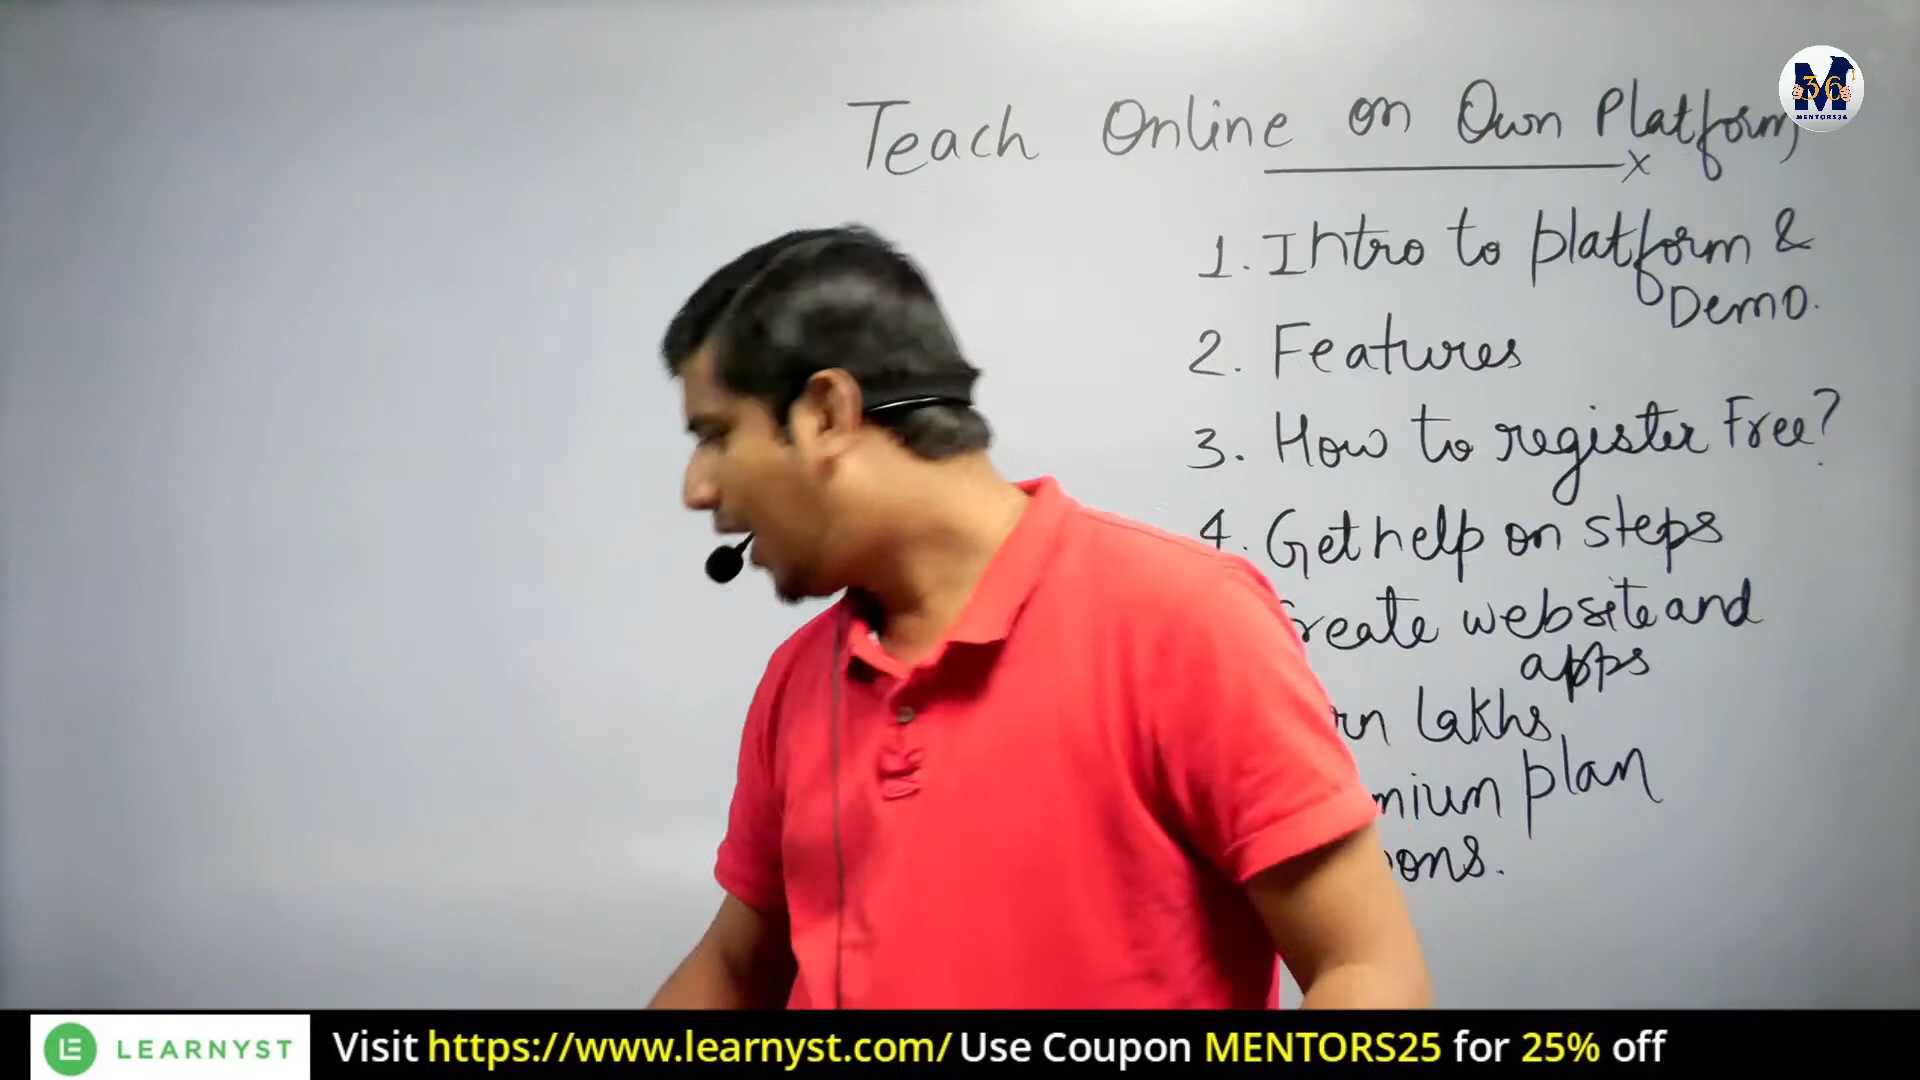 Teach Online on Own Platform
M
36
MENTORS36
1. Intro to platform &
Demo.
2. Features
3. How to register Free?
4. Get help on steps
reate website and
apps
rn lakhs
mium plan
ons.
LEARNYST Visit https://www.learnyst.com/ Use Coupon MENTORS25 for 25% off